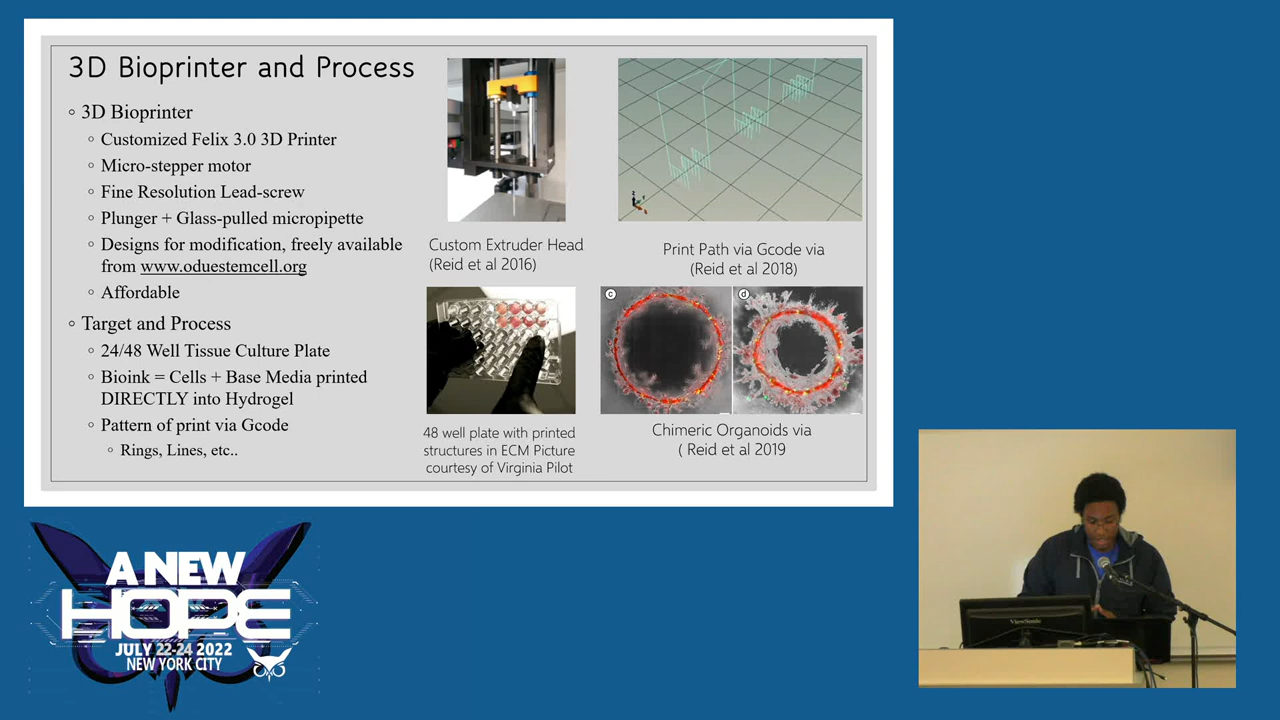 3D Bioprinter and Process
3D Bioprinter
Customized Felix 3.0 3D Printer
Micro-stepper motor
Fine Resolution Lead-screw
Plunger + Glass-pulled micropipette
Designs for modification, freely available
from www.oduestemcell.org
Affordable
Target and Process
24/48 Well Tissue Culture Plate
Bioink = Cells + Base Media printed
DIRECTLY into Hydrogel
Pattern of print via Gcode
Rings, Lines, etc..
Custom Extruder Head
(Reid et al 2016)
Print Path via Gcode via
(Reid et al 2018)
48 well plate with printed
structures in ECM Picture
courtesy of Virginia Pilot
c
d
Chimeric Organoids via
( Reid et al 2019
A NEW
HOPE
JULY 22-24 2022
NEW YORK CITY
ViewSonic